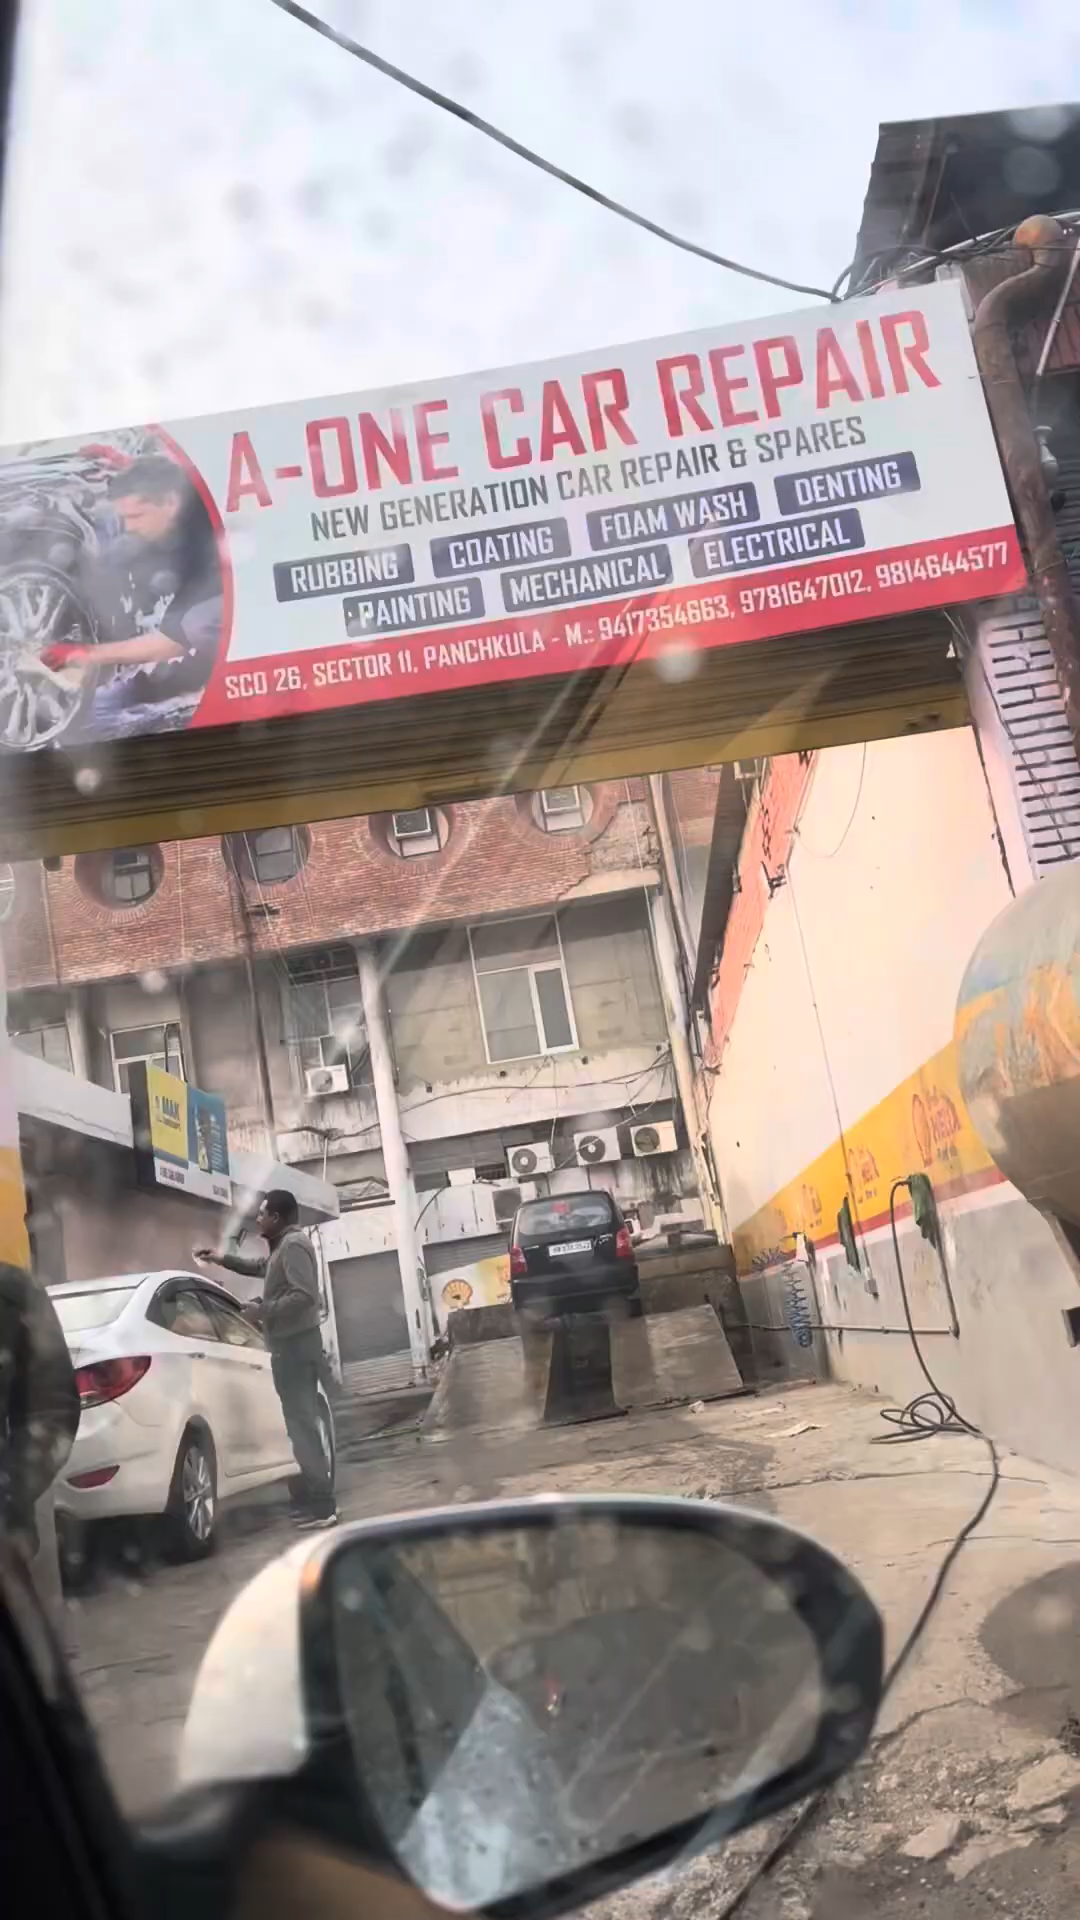 A-ONE CAR REPAIR
NEW GENERATION CAR REPAIR & SPARES
RUBBING COATING FOAM WASH DENTING
PAINTING MECHANICAL ELECTRICAL
SCO 26, SECTOR 11, PANCHKULA - M.: 9417354663, 9781647012, 9814644577
MAK